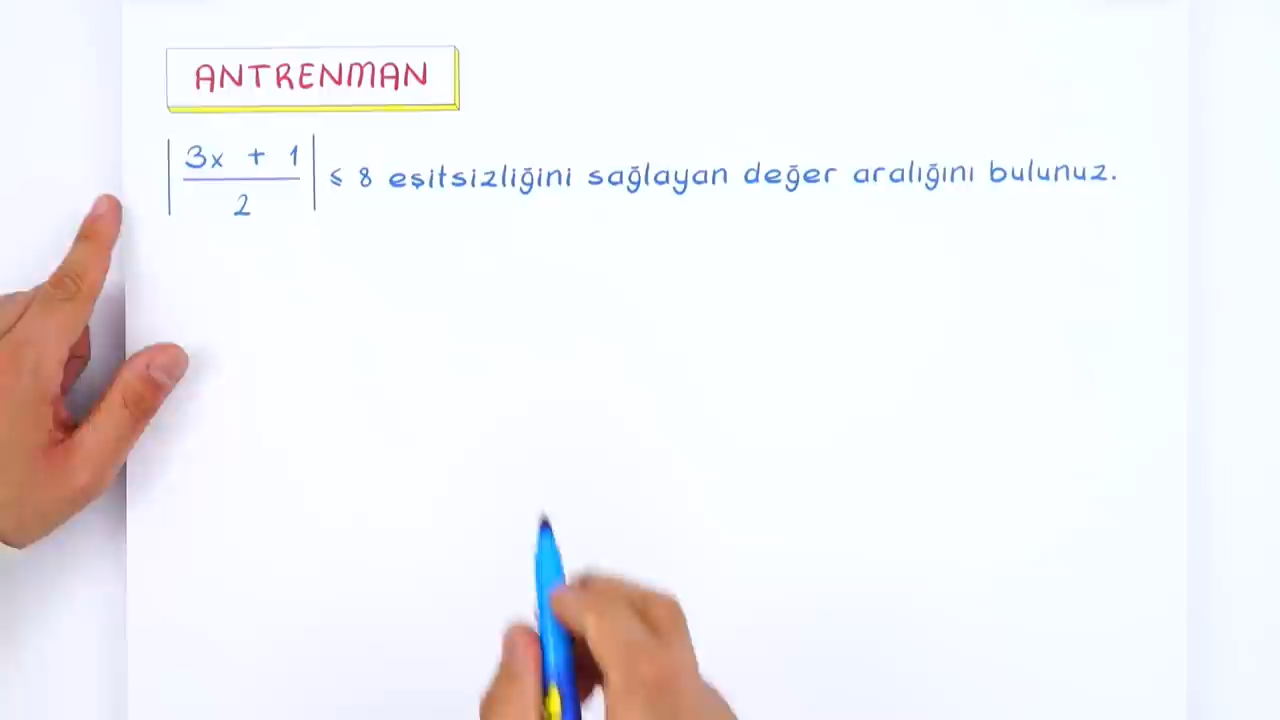 ANTRENMAN
|3x + 1 / 2| ≤ 8 eşitsizliğini sağlayan değer aralığını bulunuz.